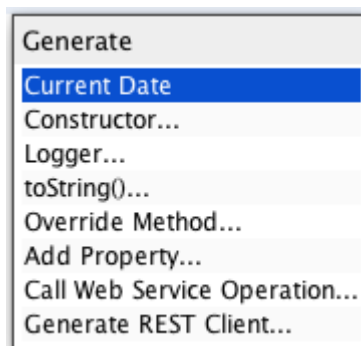 Generate
Current Date
Constructor...
Logger...
toString()...
Override Method...
Add Property...
Call Web Service Operation...
Generate REST Client...